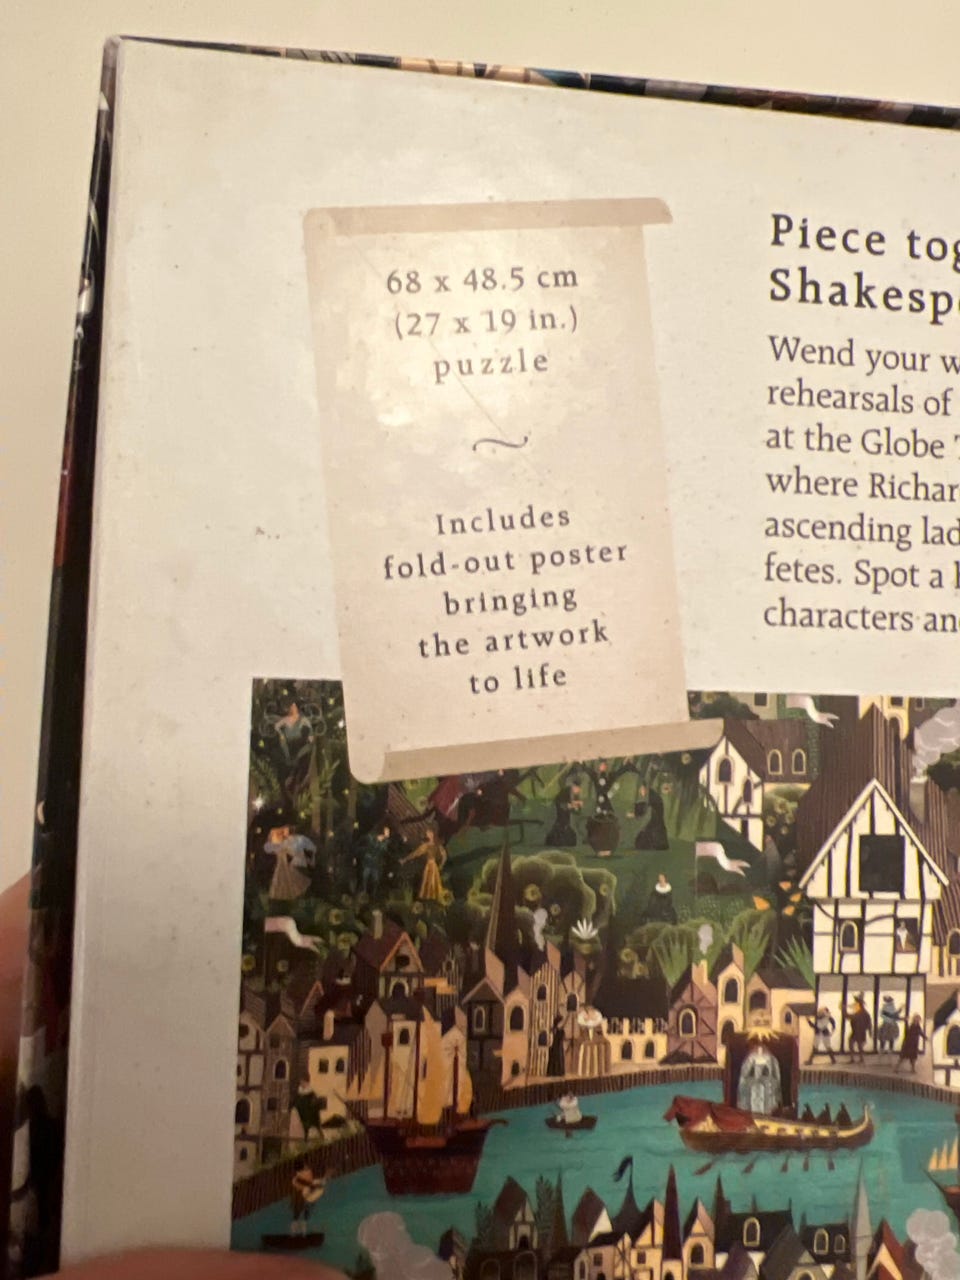 68 x 48.5 cm
(27 x 19 in.)
puzzle
Includes
fold-out poster
bringing
the artwork
to life
Piece tog
Shakesp
Wend your w
rehearsals of
at the Globe
where Richar
ascending lad
fetes. Spot a
characters an